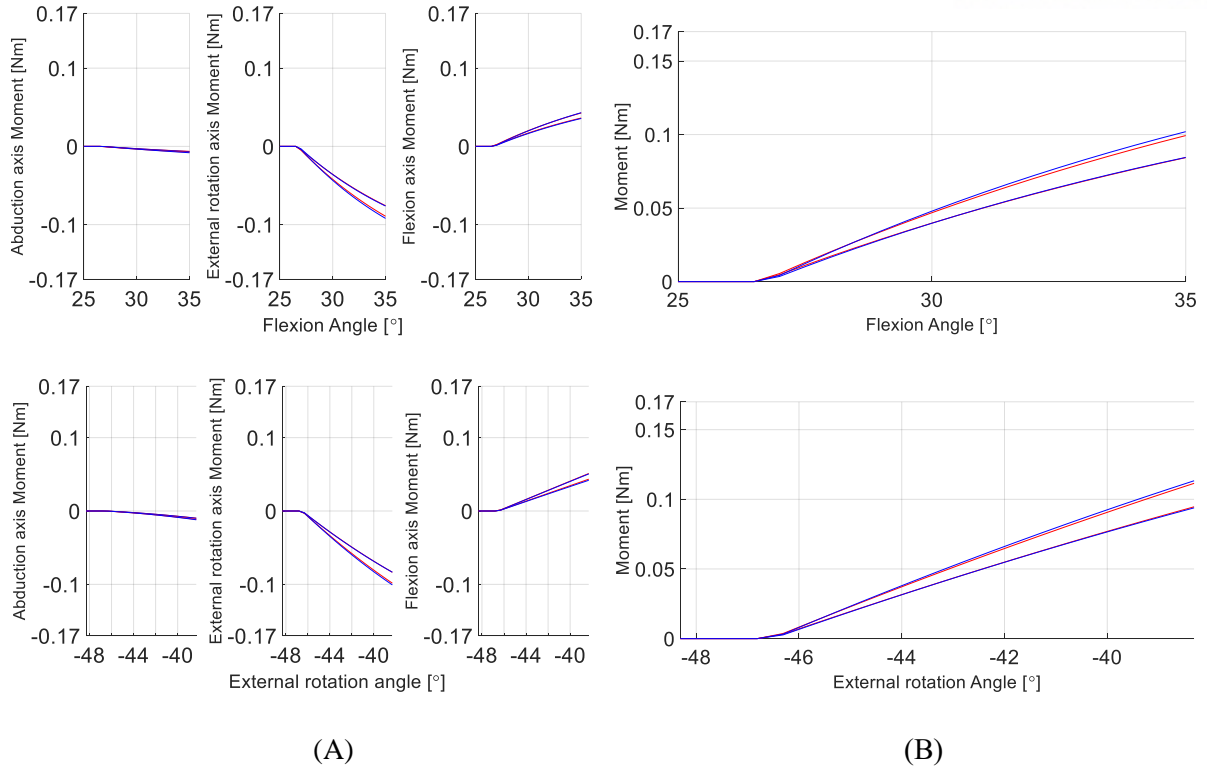 Abduction axis Moment [Nm]
0.17
0.1
0
-0.1
-0.17
25 30 35
External rotation axis Moment [Nm]
0.17
0.1
0
-0.1
-0.17
25 30 35
Flexion axis Moment [Nm]
0.17
0.1
0
-0.1
-0.17
25 30 35
Flexion Angle [°]
Moment [Nm]
0.17
0.15
0.1
0.05
0
25 30 35
Flexion Angle [°]
Abduction axis Moment [Nm]
0.17
0.1
0
-0.1
-0.17
-48 -44 -40
External rotation axis Moment [Nm]
0.17
0.1
0
-0.1
-0.17
-48 -44 -40
Flexion axis Moment [Nm]
0.17
0.1
0
-0.1
-0.17
-48 -44 -40
External rotation angle [°]
Moment [Nm]
0.17
0.15
0.1
0.05
0
-48 -46 -44 -42 -40
External rotation Angle [°]
(A)
(B)